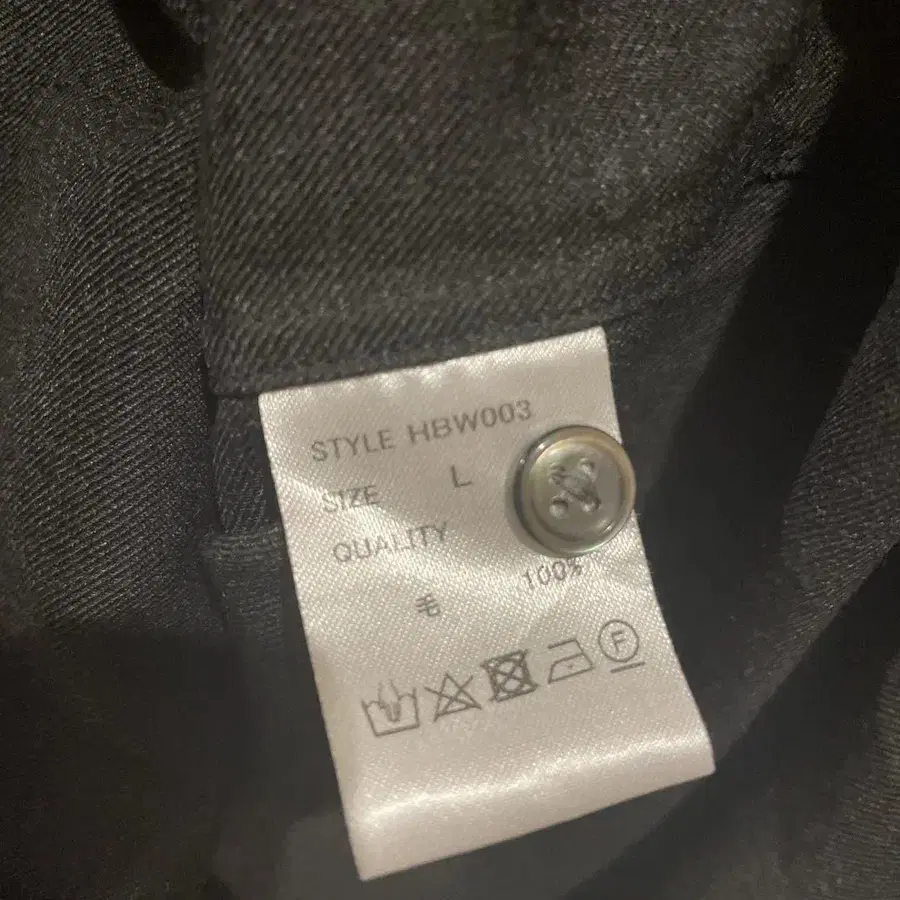 STYLE HBW003
SIZE L
QUALITY
毛 100%
F